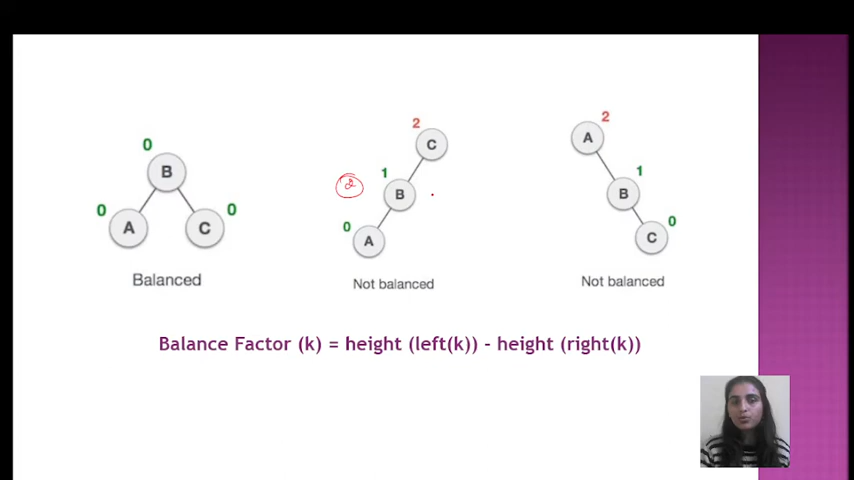 0
B
0
A
C
0
Balanced
2
C
2
1
B
0
A
Not balanced
2
A
1
B
C
0
Not balanced
Balance Factor (k) = height (left(k)) - height (right(k))